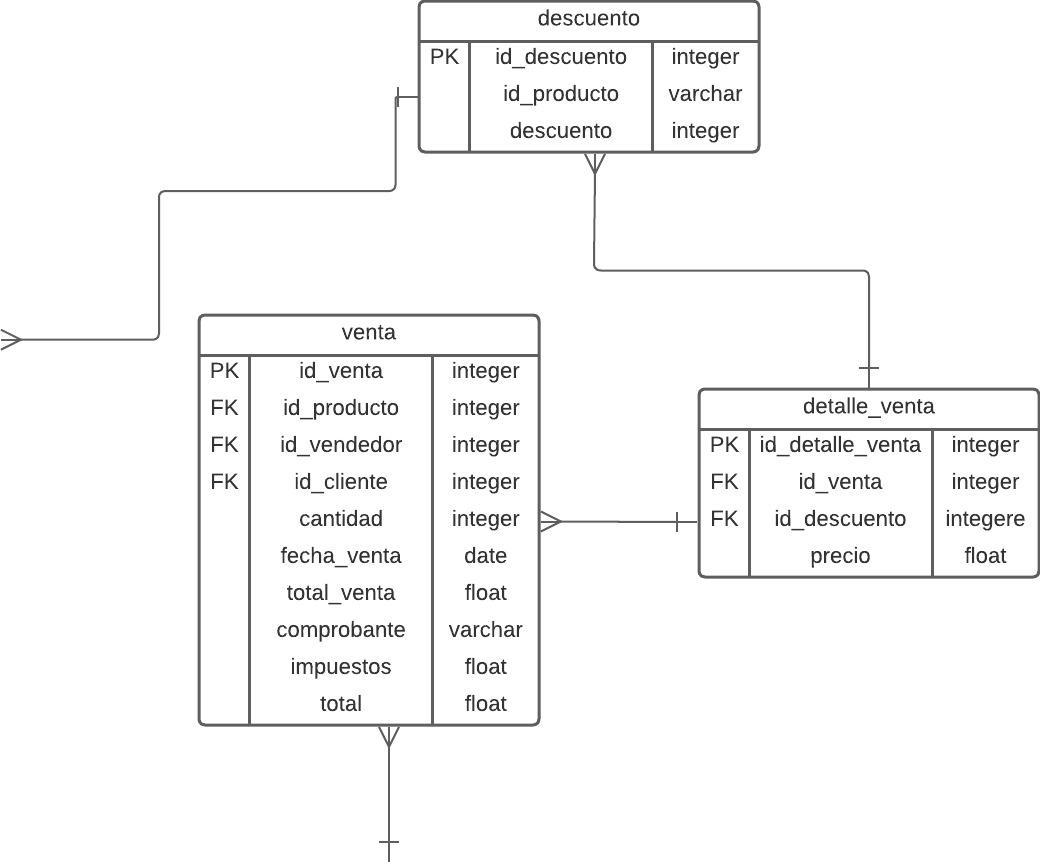 descuento
PK id_descuento integer
id_producto varchar
descuento integer
venta
PK id_venta integer
FK id_producto integer
FK id_vendedor integer
FK id_cliente integer
cantidad integer
fecha_venta date
total_venta float
comprobante varchar
impuestos float
total float
detalle_venta
PK id_detalle_venta integer
FK id_venta integer
FK id_descuento integere
precio float